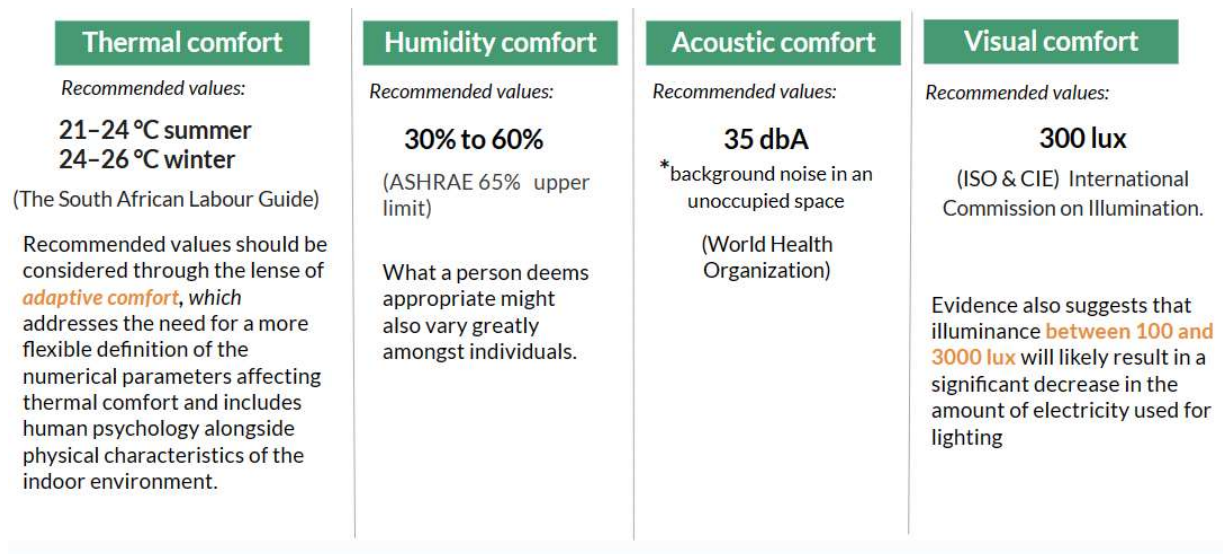 Thermal comfort
Recommended values:
21–24 °C summer
24–26 °C winter
(The South African Labour Guide)
Recommended values should be
considered through the lense of
adaptive comfort, which
addresses the need for a more
flexible definition of the
numerical parameters affecting
thermal comfort and includes
human psychology alongside
physical characteristics of the
indoor environment.
Humidity comfort
Recommended values:
30% to 60%
(ASHRAE 65% upper
limit)
What a person deems
appropriate might
also vary greatly
amongst individuals.
Acoustic comfort
Recommended values:
35 dbA
*background noise in an
unoccupied space
(World Health
Organization)
Visual comfort
Recommended values:
300 lux
(ISO & CIE) International
Commission on Illumination.
Evidence also suggests that
illuminance between 100 and
3000 lux will likely result in a
significant decrease in the
amount of electricity used for
lighting